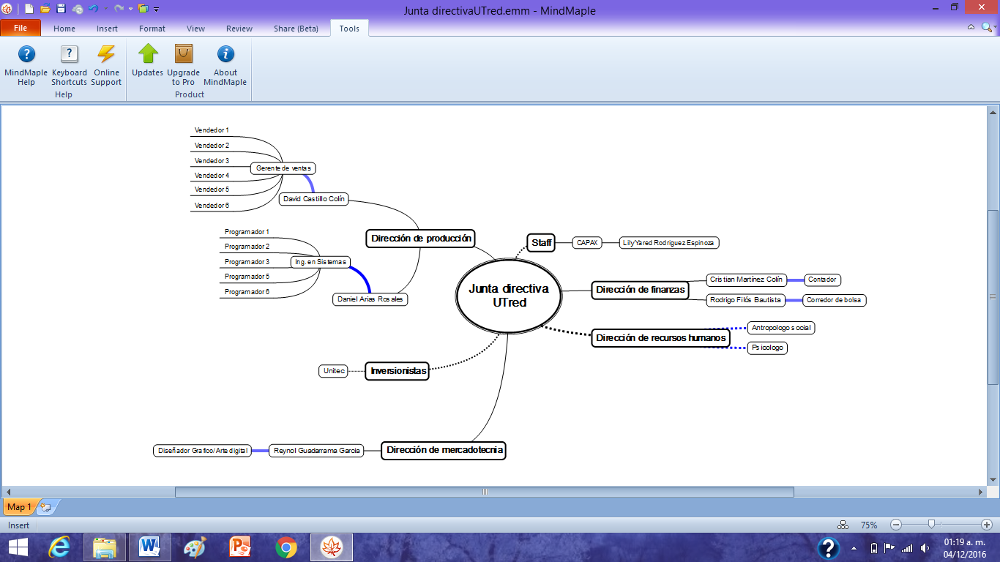 Junta directivaUTred.emm - MindMaple
File
Home
Insert
Format
View
Review
Share (Beta)
Tools
MindMaple
Help
Keyboard
Shortcuts
Online
Support
Help
Updates
Upgrade
to Pro
About
MindMaple
Product
Vendedor 1
Vendedor 2
Vendedor 3
Vendedor 4
Vendedor 5
Vendedor 6
Gerente de ventas
David Castillo Colín
Programador 1
Programador 2
Programador 3
Programador 5
Programador 6
Ing. en Sistemas
Daniel Arias Rosales
Dirección de producción
Junta directiva
UTred
Staff
CAPAX
Lily Yared Rodriguez Espinoza
Dirección de finanzas
Cristian Martínez Colín
Contador
Rodrigo Filós Bautista
Corredor de bolsa
Dirección de recursos humanos
Antropologo social
Psicologo
Inversionistas
Unitec
Dirección de mercadotecnia
Reynol Guadarrama Garcia
Diseñador Grafico/Arte digital
Map 1
Insert
75%
01:19 a. m.
04/12/2016